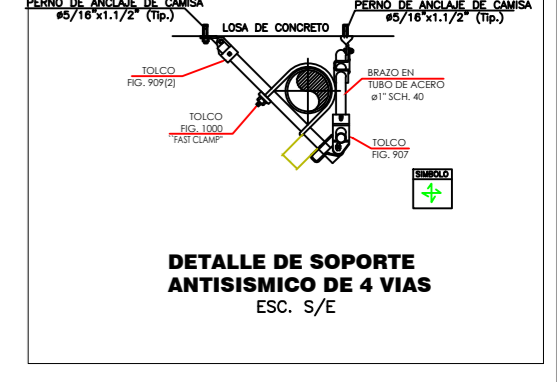 PERNO DE ANCLAJE DE CAMISA
ø5/16"x1.1/2" (Tip.)
PERNO DE ANCLAJE DE CAMISA
ø5/16"x1.1/2" (Tip.)
LOSA DE CONCRETO
TOLCO
FIG. 909(2)
BRAZO EN
TUBO DE ACERO
ø1" SCH. 40
TOLCO
FIG. 1000
"FAST CLAMP"
TOLCO
FIG. 907
SIMBOLO
DETALLE DE SOPORTE
ANTISISMICO DE 4 VIAS
ESC. S/E